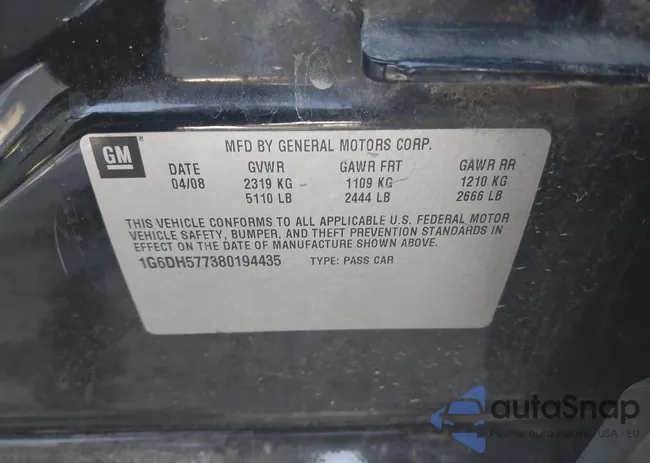 GM ®
MFD BY GENERAL MOTORS CORP.
DATE GVWR GAWR FRT GAWR RR
04/08 2319 KG 1109 KG 1210 KG
5110 LB 2444 LB 2666 LB
THIS VEHICLE CONFORMS TO ALL APPLICABLE U.S. FEDERAL MOTOR
VEHICLE SAFETY, BUMPER, AND THEFT PREVENTION STANDARDS IN
EFFECT ON THE DATE OF MANUFACTURE SHOWN ABOVE.
1G6DH577380194435 TYPE: PASS CAR
autoSnap
USA - EU